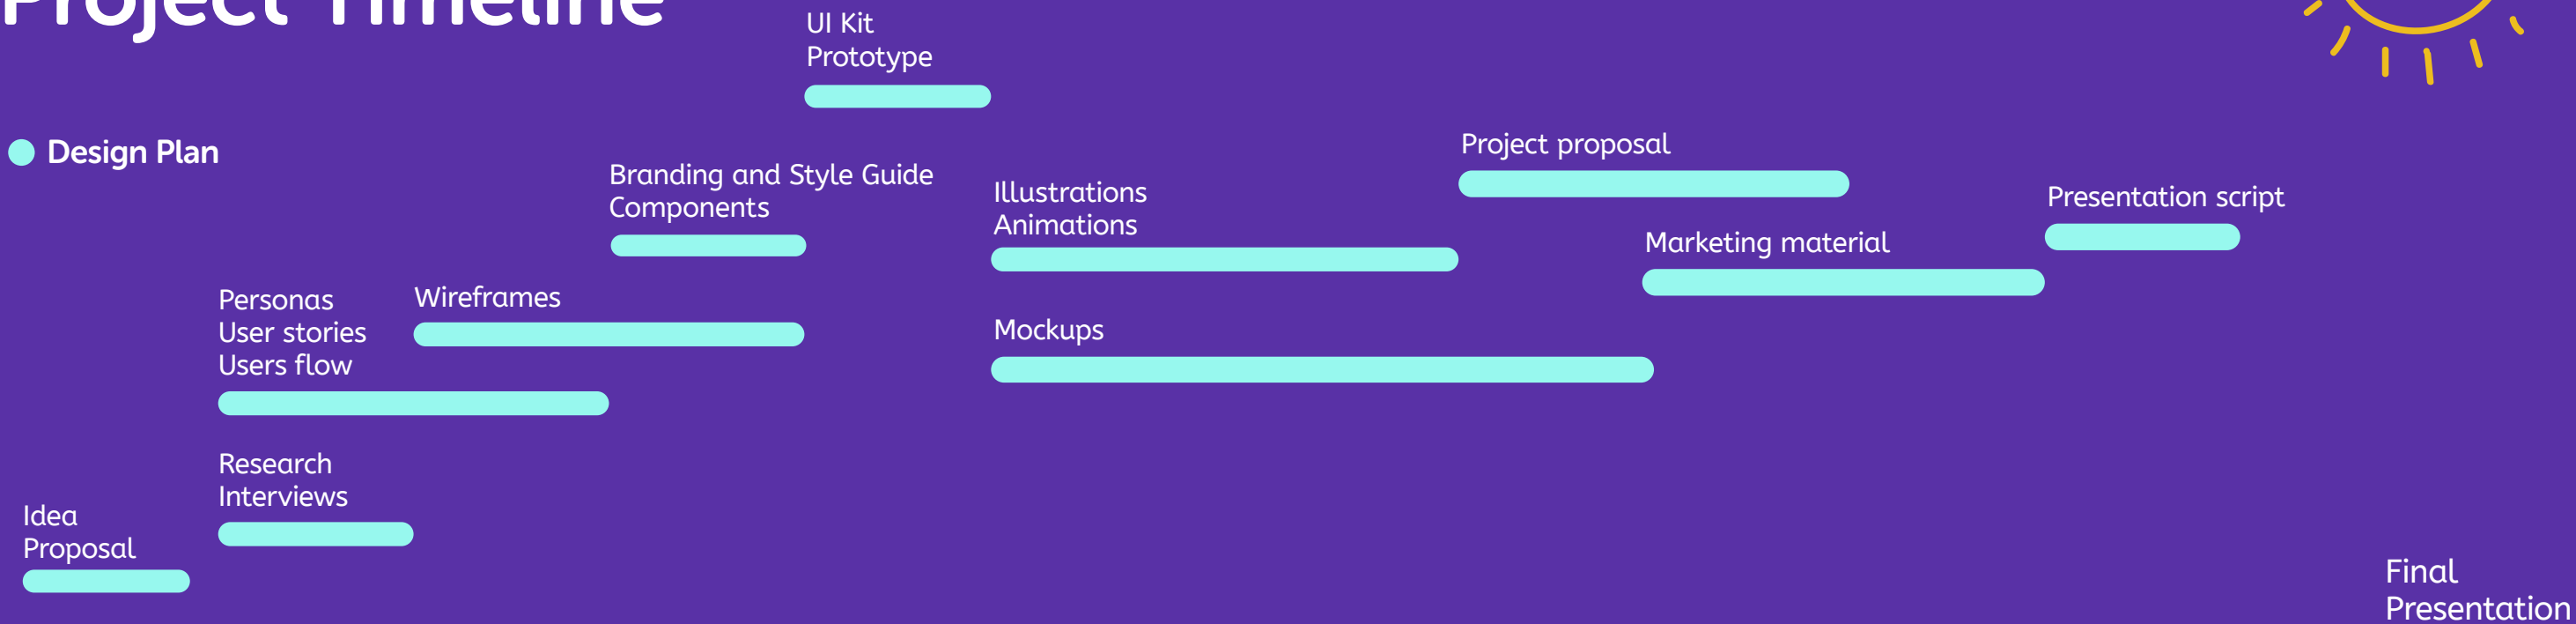 Project Timeline
UI Kit
Prototype
Design Plan
Branding and Style Guide
Components
Illustrations
Animations
Project proposal
Presentation script
Marketing material
Personas
User stories
Users flow
Wireframes
Mockups
Research
Interviews
Idea
Proposal
Final
Presentation